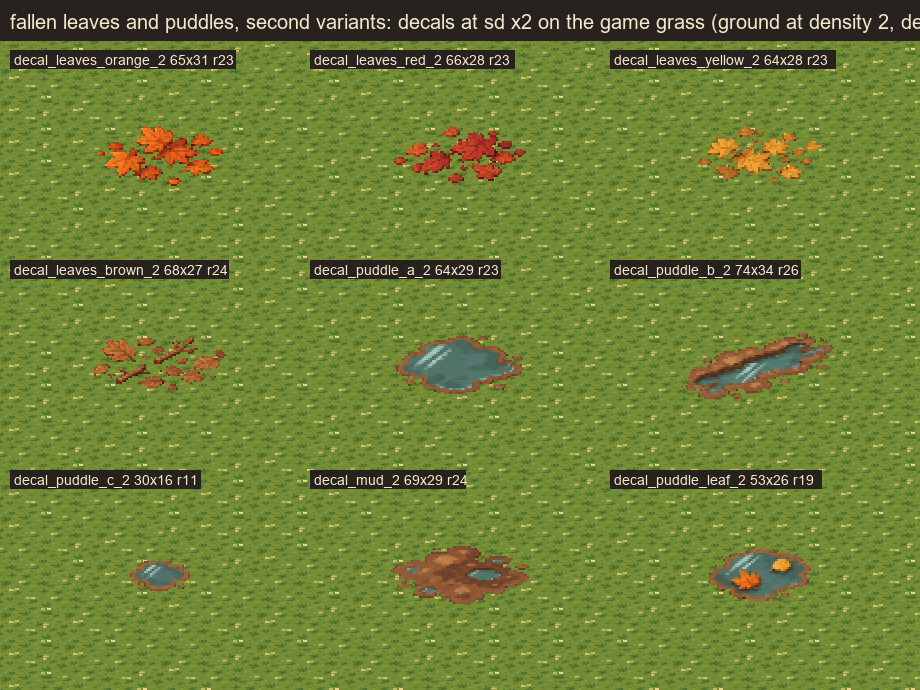 fallen leaves and puddles, second variants: decals at sd x2 on the game grass (ground at density 2, de
decal_leaves_orange_2 65x31 r23
decal_leaves_red_2 66x28 r23
decal_leaves_yellow_2 64x28 r23
decal_leaves_brown_2 68x27 r24
decal_puddle_a_2 64x29 r23
decal_puddle_b_2 74x34 r26
decal_puddle_c_2 30x16 r11
decal_mud_2 69x29 r24
decal_puddle_leaf_2 53x26 r19